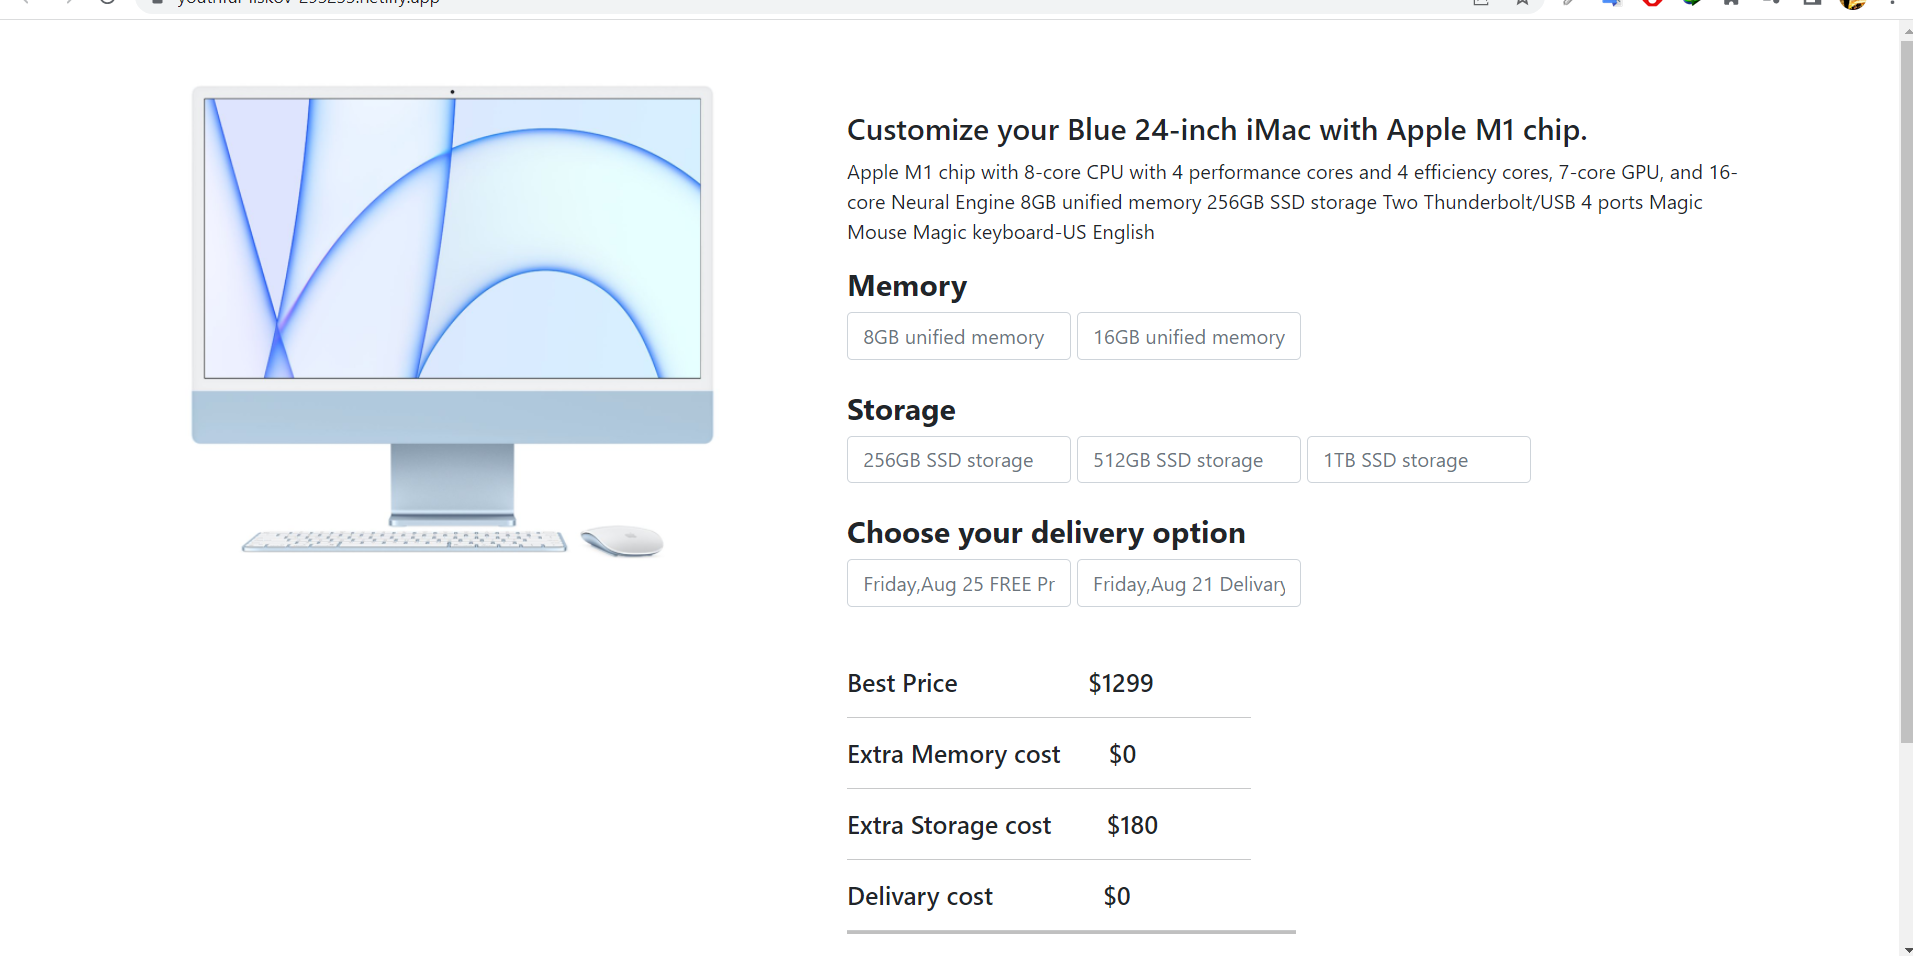 Customize your Blue 24-inch iMac with Apple M1 chip.
Apple M1 chip with 8-core CPU with 4 performance cores and 4 efficiency cores, 7-core GPU, and 16-
core Neural Engine 8GB unified memory 256GB SSD storage Two Thunderbolt/USB 4 ports Magic
Mouse Magic keyboard-US English
Memory
8GB unified memory 16GB unified memory
Storage
256GB SSD storage 512GB SSD storage 1TB SSD storage
Choose your delivery option
Friday,Aug 25 FREE Pr Friday,Aug 21 Delivary
Best Price $1299
Extra Memory cost $0
Extra Storage cost $180
Delivary cost $0